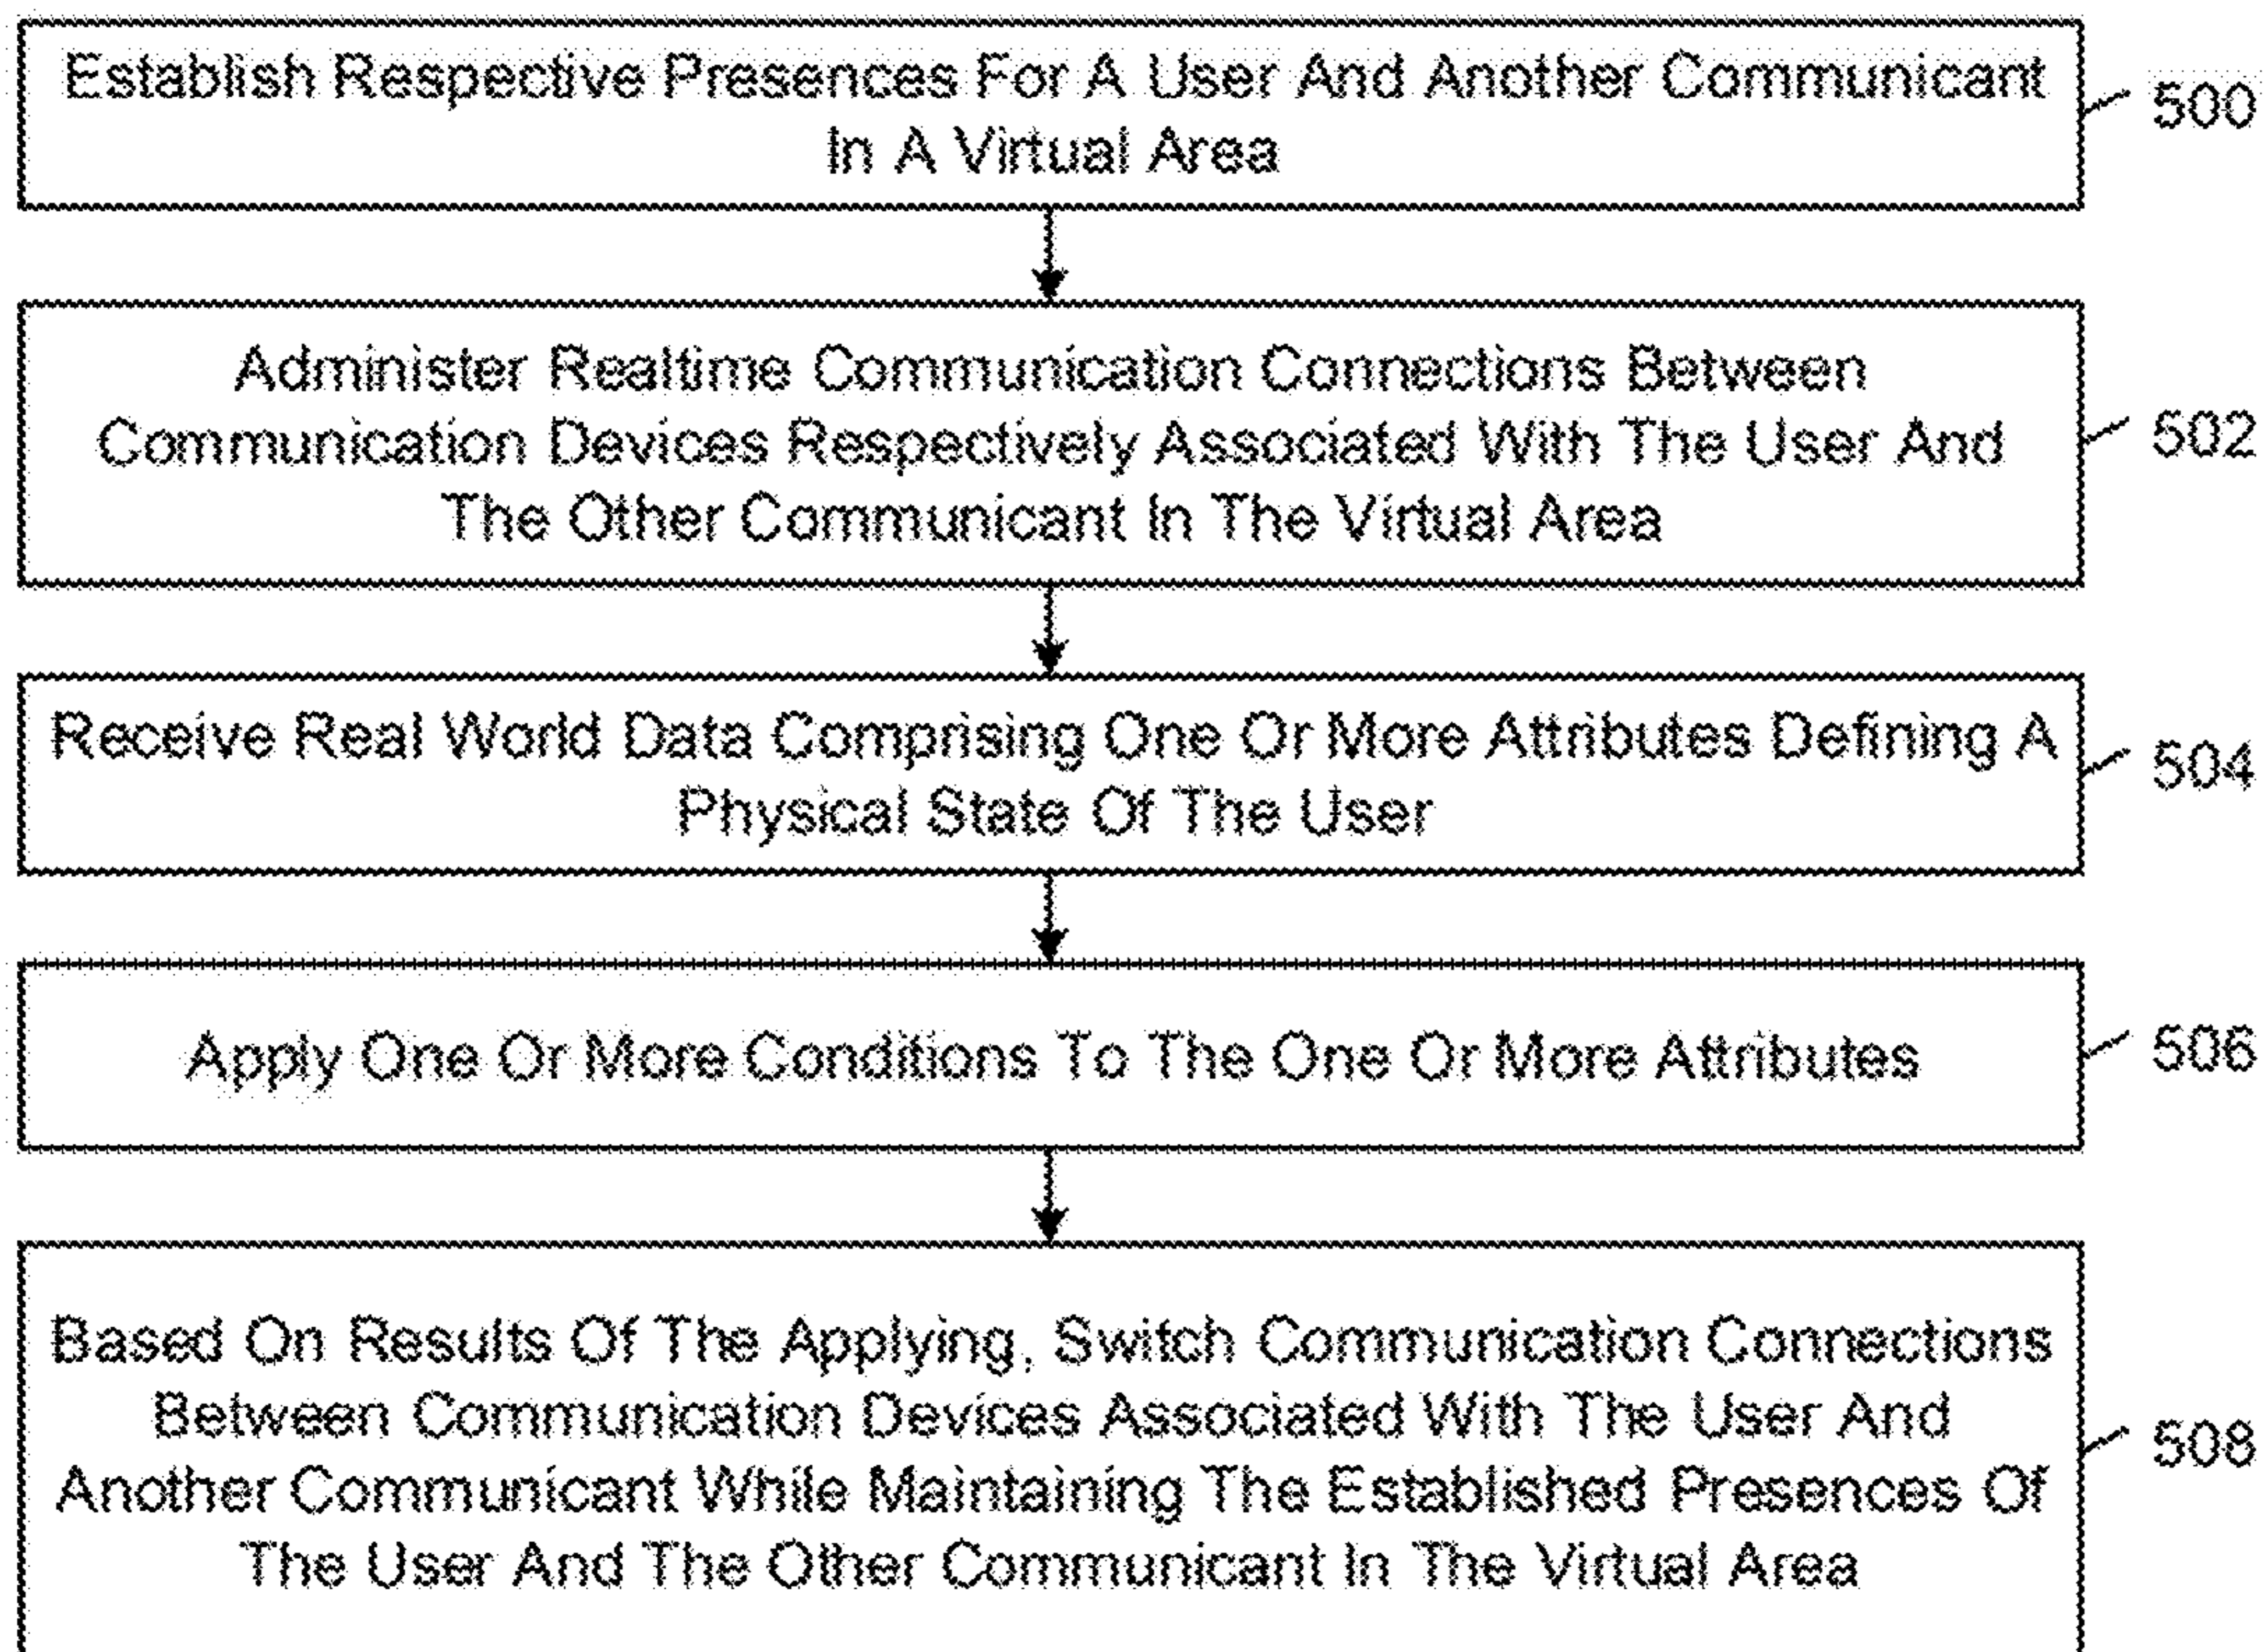 Establish Respective Presences For A User And Another Communicant
In A Virtual Area
500
Administer Realtime Communication Connections Between
Communication Devices Respectively Associated With The User And
The Other Communicant In The Virtual Area
502
Receive Real World Data Comprising One Or More Attributes Defining A
Physical State Of The User
504
Apply One Or More Conditions To The One Or More Attributes
506
Based On Results Of The Applying, Switch Communication Connections
Between Communication Devices Associated With The User And
Another Communicant While Maintaining The Established Presences Of
The User And The Other Communicant In The Virtual Area
508